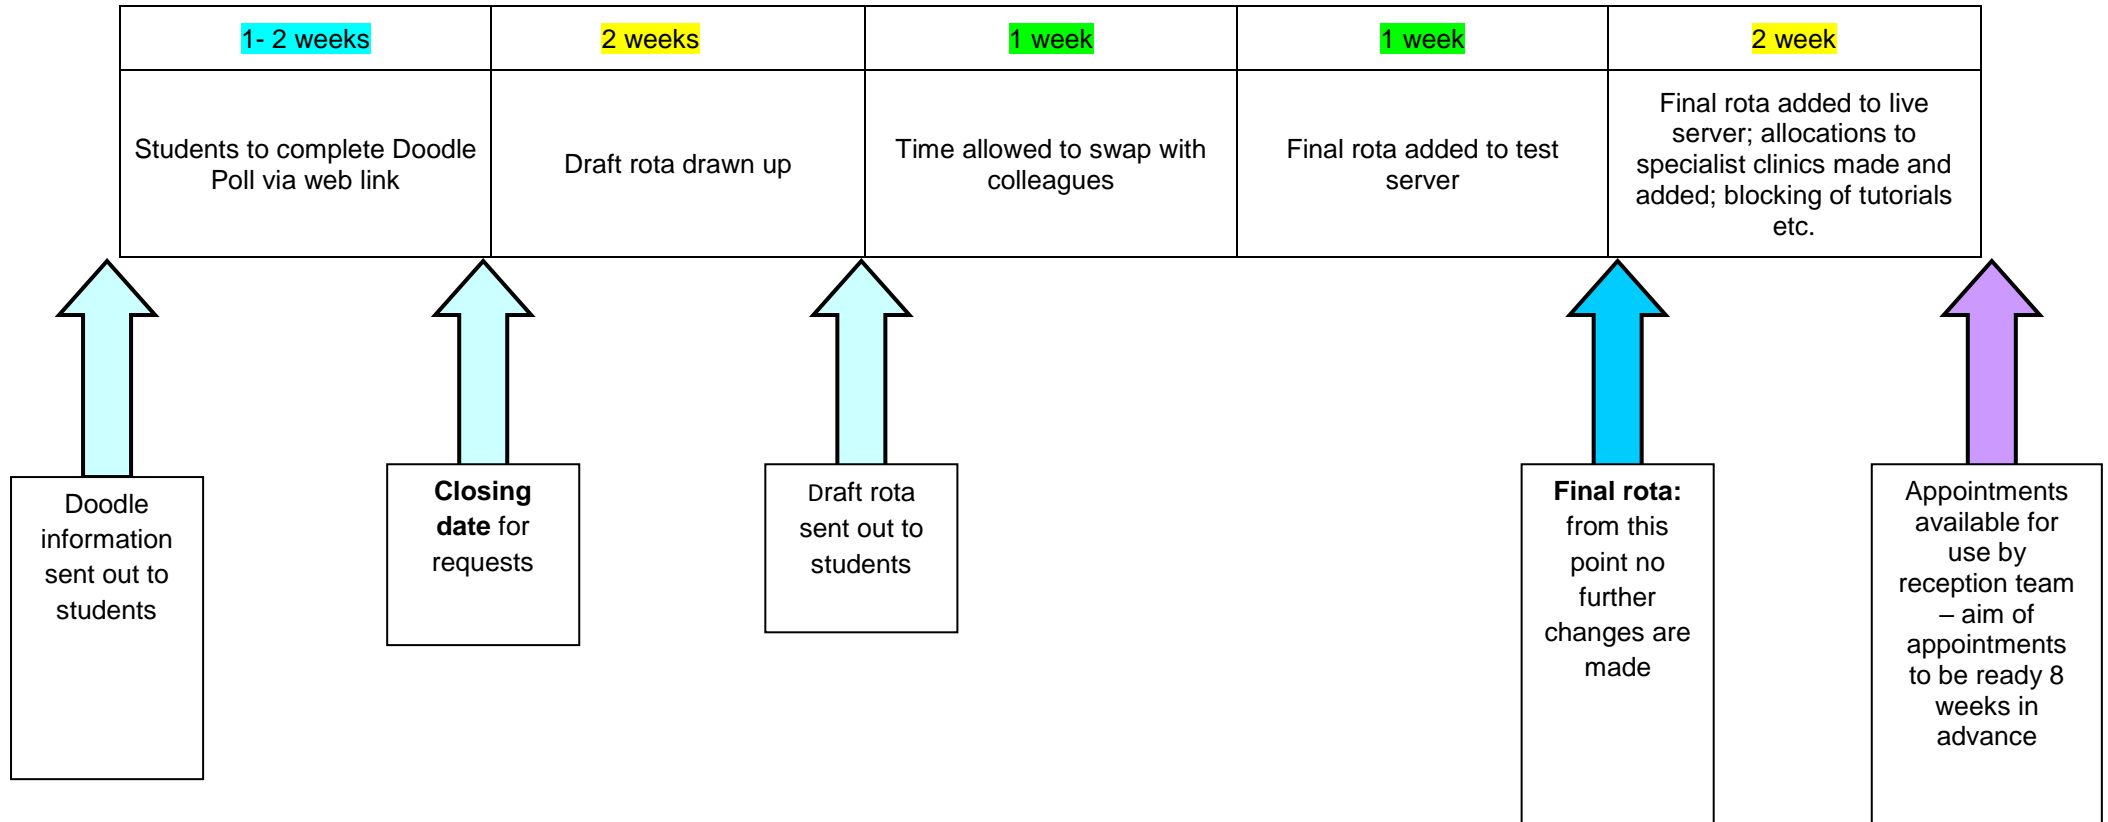 1- 2 weeks
2 weeks
1 week
1 week
2 week
Students to complete Doodle
Poll via web link
Draft rota drawn up
Time allowed to swap with
colleagues
Final rota added to test
server
Final rota added to live
server; allocations to
specialist clinics made and
added; blocking of tutorials
etc.
Doodle
information
sent out to
students
Closing
date for
requests
Draft rota
sent out to
students
Final rota:
from this
point no
further
changes are
made
Appointments
available for
use by
reception team
– aim of
appointments
to be ready 8
weeks in
advance